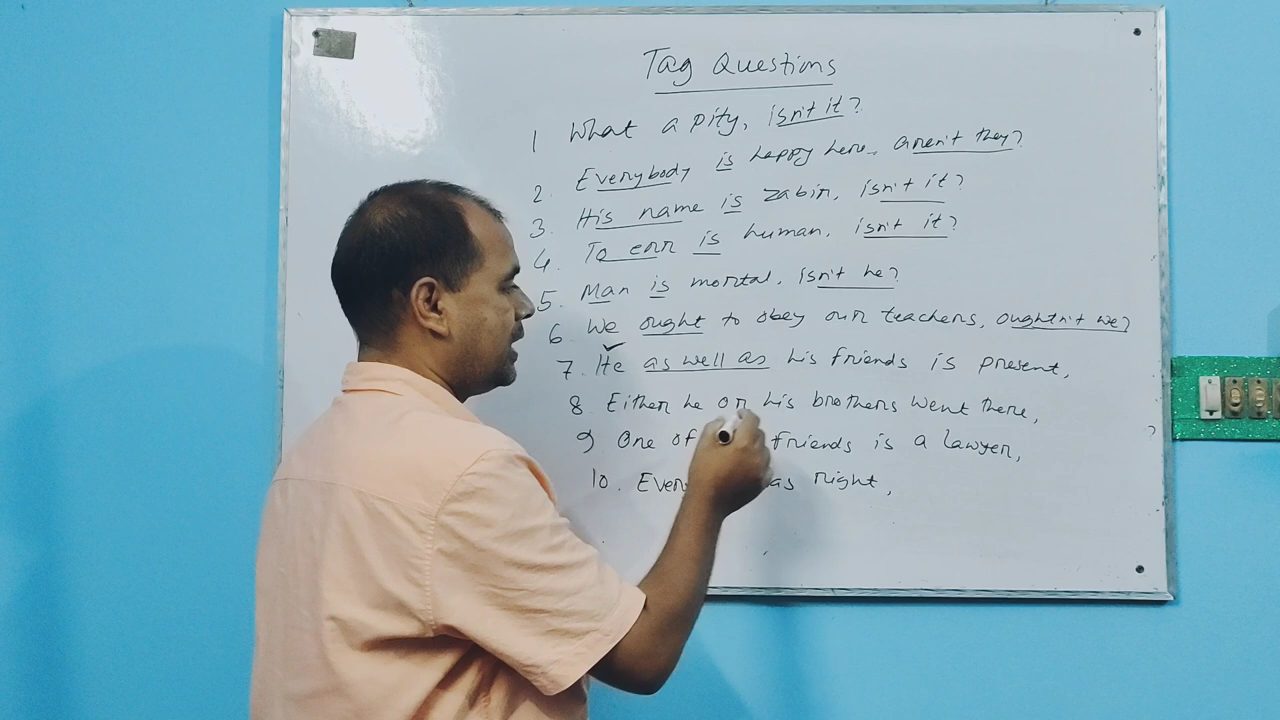 Tag Questions
1 What a pity, isn't it?
2. Everybody is happy here, aren't they?
3. His name is Zabir, isn't it?
4. To err is human, isn't it?
5. Man is mortal, isn't he?
6 We ought to obey our teachers, oughtn't we?
7. He as well as his friends is present,
8 Either he or his brothers went there,
9 One of friends is a lawyer, ?
10. right,